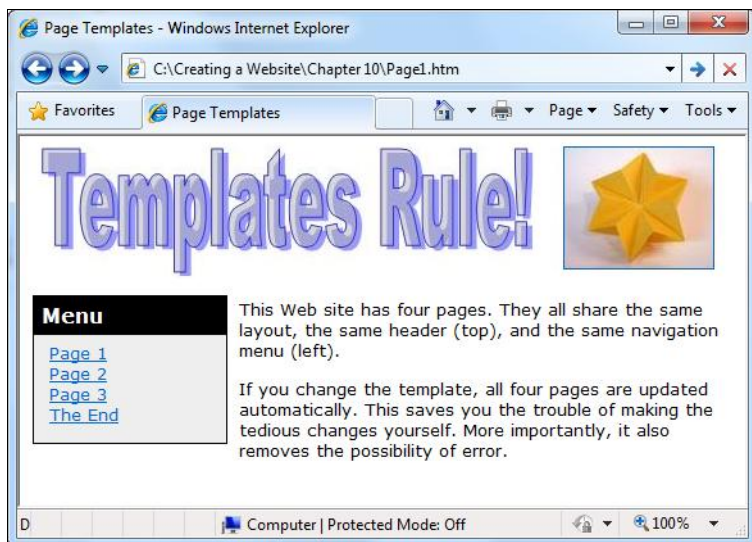 Page Templates - Windows Internet Explorer
C:\Creating a Website\Chapter 10\Page1.htm
Favorites
Page Templates
Page
Safety
Tools
Templates Rule!
Menu
Page 1
Page 2
Page 3
The End
This Web site has four pages. They all share the same
layout, the same header (top), and the same navigation
menu (left).
If you change the template, all four pages are updated
automatically. This saves you the trouble of making the
tedious changes yourself. More importantly, it also
removes the possibility of error.
D
Computer | Protected Mode: Off
100%